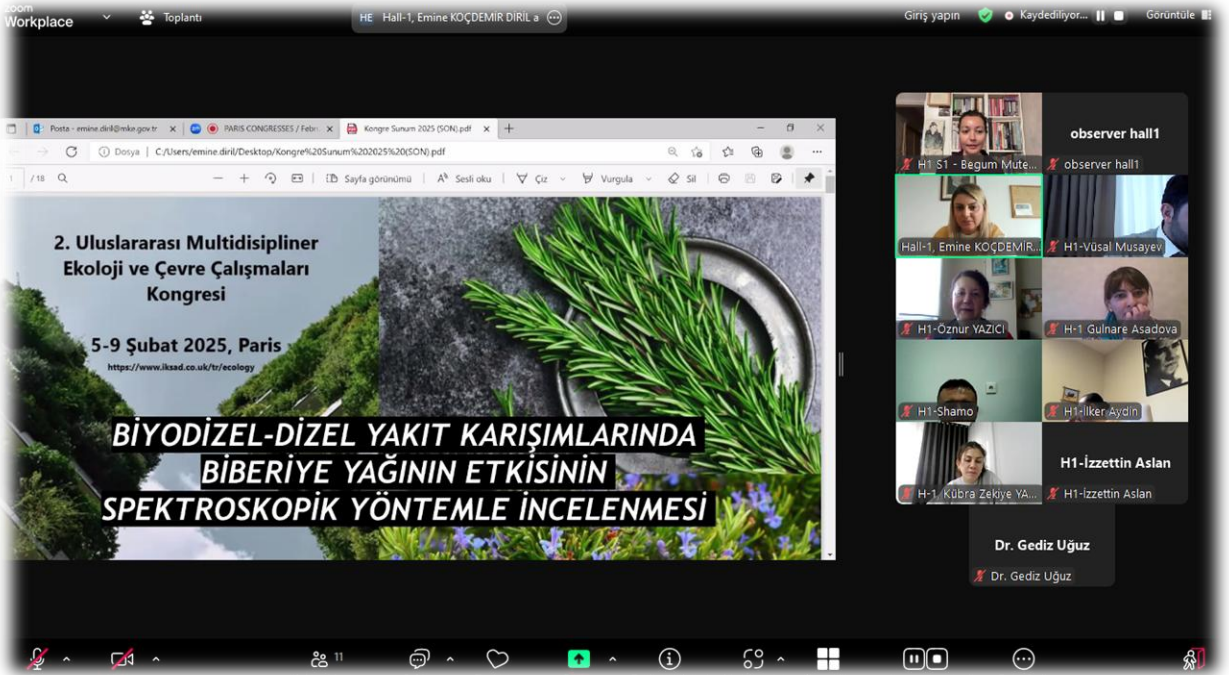 zoom
Workplace
Toplantı
HE Hall-1, Emine KOÇDEMİR DİRİL a
Giriş yapın
Kaydediliyor...
Görüntüle
Posta - emine.diril@mke.gov.tr
PARIS CONGRESSES / Febr
Kongre Sunum 2025 (SON).pdf
Dosya | C:/Users/emine.diril/Desktop/Kongre%20Sunum%202025%20(SON).pdf
1 / 18
Sayfa görünümü
Sesli oku
Çiz
Vurgula
Sil
2. Uluslararası Multidisipliner
Ekoloji ve Çevre Çalışmaları
Kongresi
5-9 Şubat 2025, Paris
https://www.iksad.co.uk/tr/ecology
BİYODİZEL-DİZEL YAKIT KARIŞIMLARINDA
BİBERİYE YAĞININ ETKİSİNİN
SPEKTROSKOPİK YÖNTEMLE İNCELENMESİ
H1 S1 - Begum Mute...
observer hall1
observer hall1
Hall-1, Emine KOÇDEMİR...
H1-Vüsal Musayev
H1-Öznur YAZICI
H-1 Gulnare Asadova
H1-Shamo
H1-İlker Aydın
H-1, Kübra Zekiye YA...
H1-İzzettin Aslan
H1-İzzettin Aslan
Dr. Gediz Uğuz
Dr. Gediz Uğuz
11